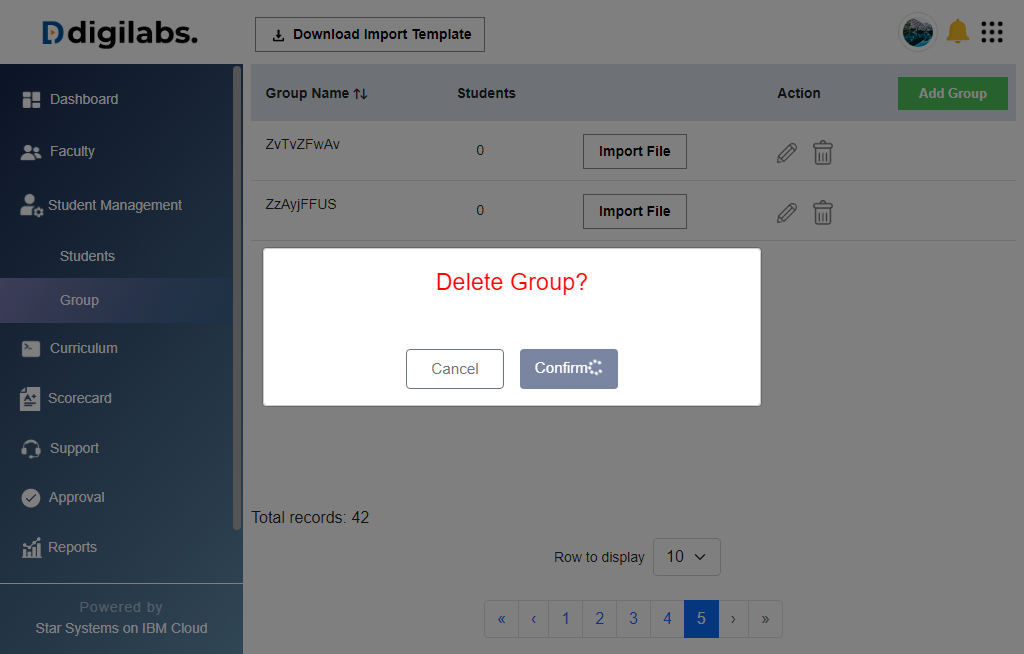 digilabs.
Download Import Template
Dashboard
Faculty
Student Management
Students
Group
Curriculum
Scorecard
Support
Approval
Reports
Powered by
Star Systems on IBM Cloud
Group Name
Students
Action
Add Group
ZvTvZFwAv
0
Import File
ZzAyjFFUS
0
Import File
Delete Group?
Cancel
Confirm
Total records: 42
Row to display
10
« ‹ 1 2 3 4 5 › »